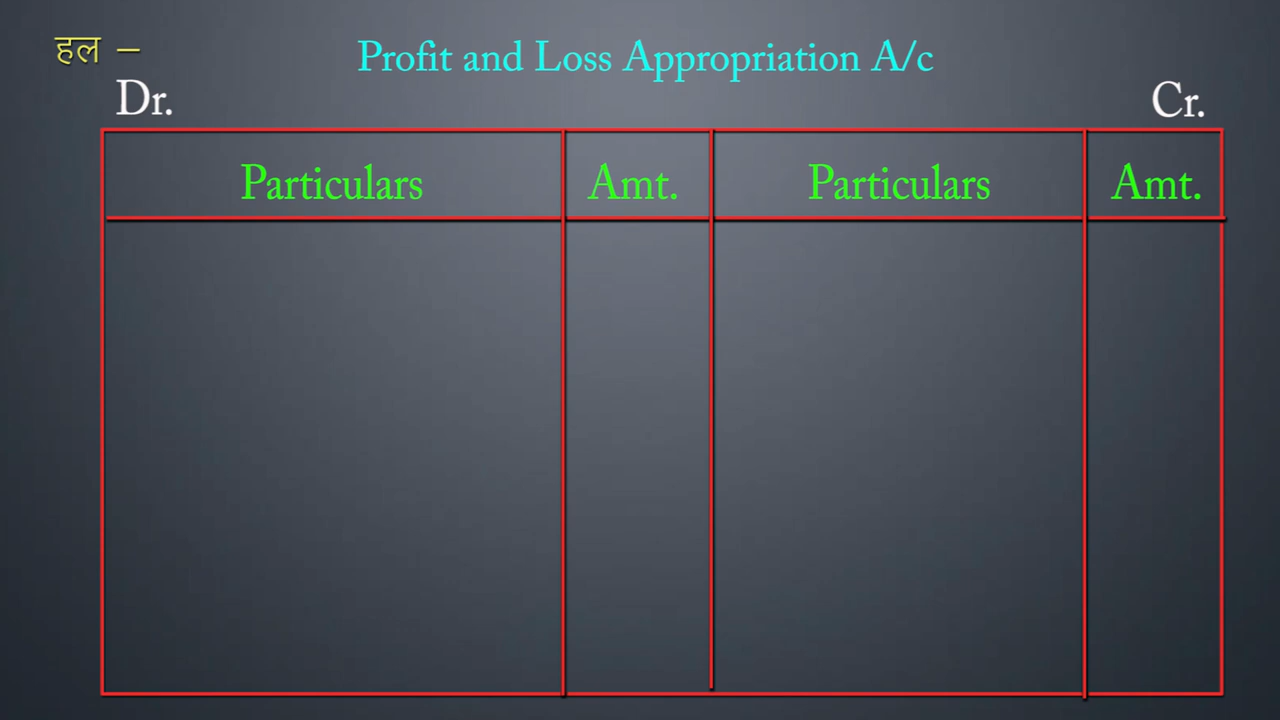 हल –
Profit and Loss Appropriation A/c
Dr.
Cr.
Particulars Amt. Particulars Amt.